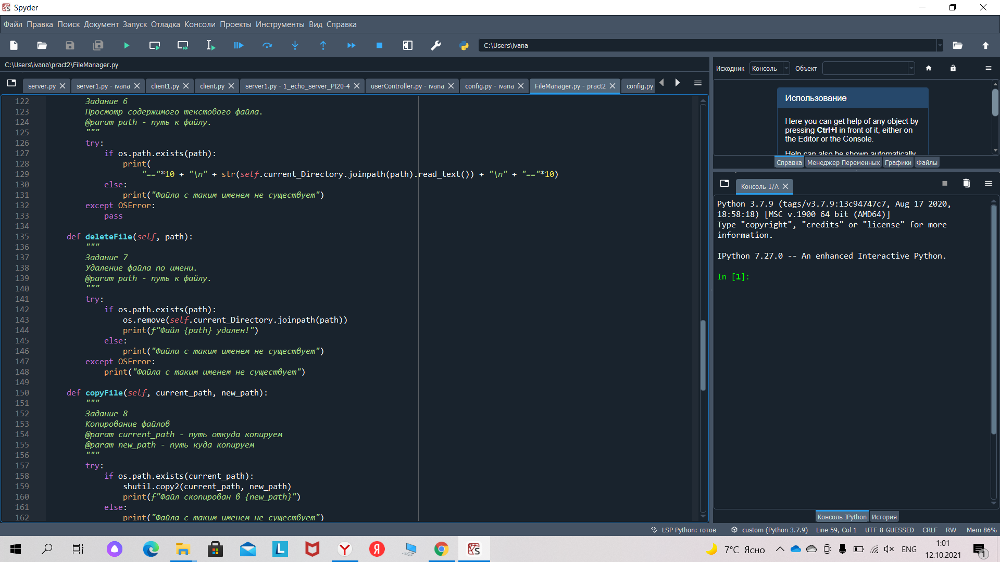 Spyder
Файл Правка Поиск Документ Запуск Отладка Консоли Проекты Инструменты Вид Справка
C:\Users\ivana
C:\Users\ivana\pract2\FileManager.py
server.py server1.py - ivana client1.py client.py server1.py - 1_echo_server_PI20-4 userController.py - ivana config.py - ivana FileManager.py - pract2 config.py
122 Задание 6
123 Просмотр содержимого текстового файла.
124 @param path - путь к файлу.
125 """
126 try:
127 if os.path.exists(path):
128 print(
129 "=="*10 + "\n" + str(self.current_Directory.joinpath(path).read_text()) + "\n" + "=="*10)
130 else:
131 print("Файла с таким именем не существует")
132 except OSError:
133 pass
134
135 def deleteFile(self, path):
136 """
137 Задание 7
138 Удаление файла по имени.
139 @param path - путь к файлу.
140 """
141 try:
142 if os.path.exists(path):
143 os.remove(self.current_Directory.joinpath(path))
144 print(f"Файл {path} удален!")
145 else:
146 print("Файла с таким именем не существует")
147 except OSError:
148 print("Файла с таким именем не существует")
149
150 def copyFile(self, current_path, new_path):
151 """
152 Задание 8
153 Копирование файлов
154 @param current_path - путь откуда копируем
155 @param new_path - путь куда копируем
156 """
157 try:
158 if os.path.exists(current_path):
159 shutil.copy2(current_path, new_path)
160 print(f"Файл скопирован в {new_path}")
161 else:
162 print("Файла с таким именем не существует")
Исходник Консоль Объект
Использование
Here you can get help of any object by
pressing Ctrl+I in front of it, either on
the Editor or the Console.
Help can also be shown automatically
Справка Менеджер Переменных Графики Файлы
Консоль 1/A
Python 3.7.9 (tags/v3.7.9:13c94747c7, Aug 17 2020,
18:58:18) [MSC v.1900 64 bit (AMD64)]
Type "copyright", "credits" or "license" for more
information.
IPython 7.27.0 -- An enhanced Interactive Python.
In [1]:
Консоль IPython История
LSP Python: готов custom (Python 3.7.9) Line 59, Col 1 UTF-8-GUESSED CRLF RW Mem 86%
7°C Ясно ENG 1:01
12.10.2021
1